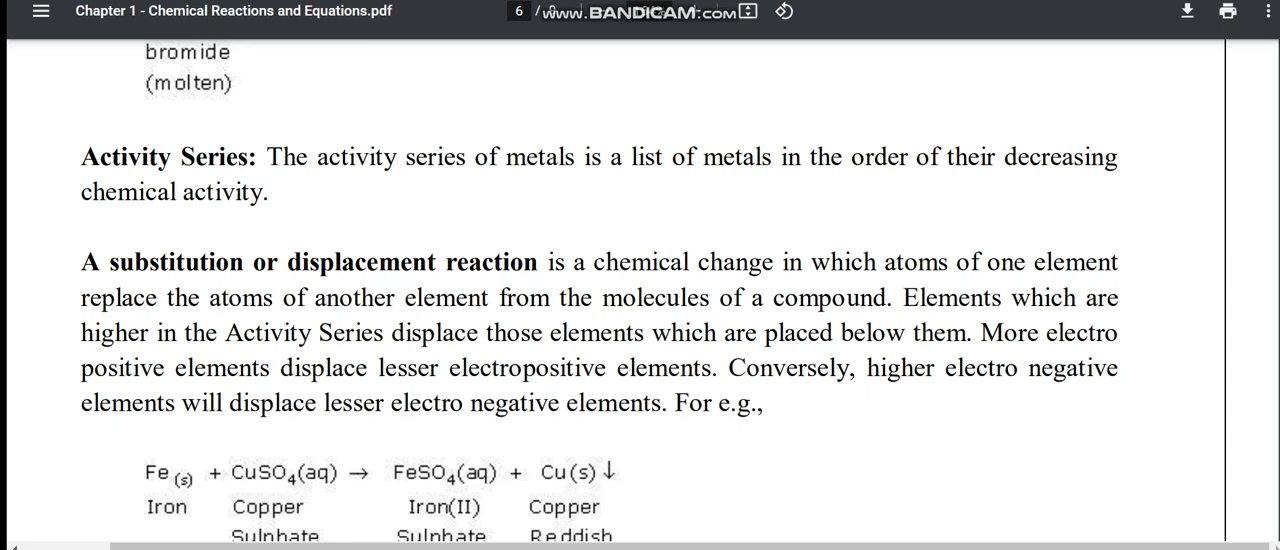 Chapter 1 - Chemical Reactions and Equations.pdf 6 / www.BANDICAM.COM
bromide
(molten)
Activity Series: The activity series of metals is a list of metals in the order of their decreasing
chemical activity.
A substitution or displacement reaction is a chemical change in which atoms of one element
replace the atoms of another element from the molecules of a compound. Elements which are
higher in the Activity Series displace those elements which are placed below them. More electro
positive elements displace lesser electropositive elements. Conversely, higher electro negative
elements will displace lesser electro negative elements. For e.g.,
Fe (s) + CuSO₄(aq) → FeSO₄(aq) + Cu(s)↓
Iron Copper Iron(II) Copper
Sulphate Sulphate Reddish